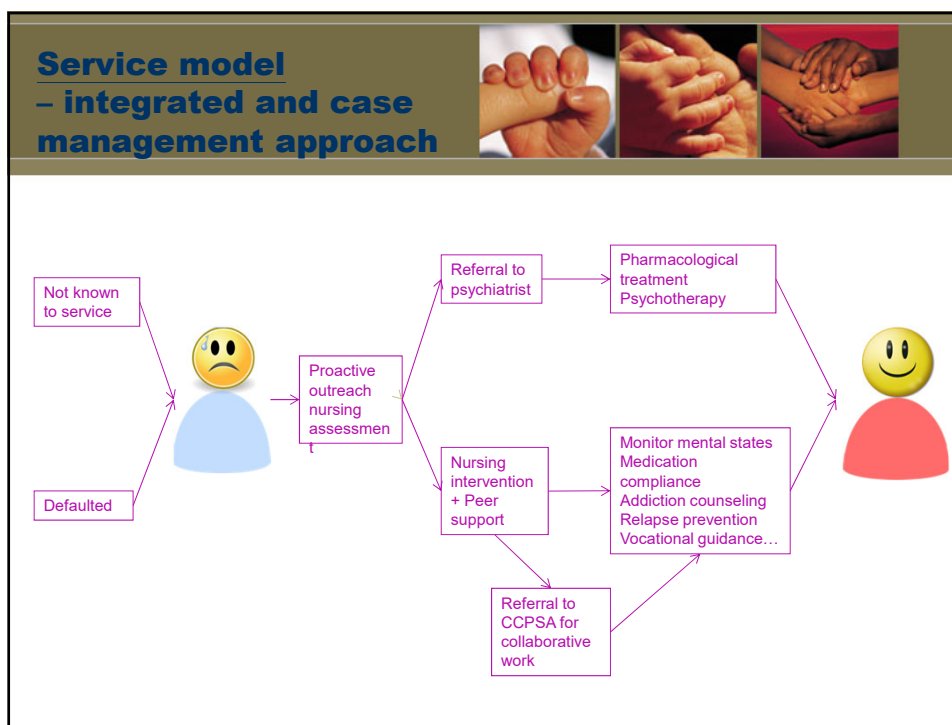 Service model
– integrated and case
management approach
Not known
to service
Defaulted
Proactive
outreach
nursing
assessmen
t
Referral to
psychiatrist
Pharmacological
treatment
Psychotherapy
Nursing
intervention
+ Peer
support
Monitor mental states
Medication
compliance
Addiction counseling
Relapse prevention
Vocational guidance…
Referral to
CCPSA for
collaborative
work